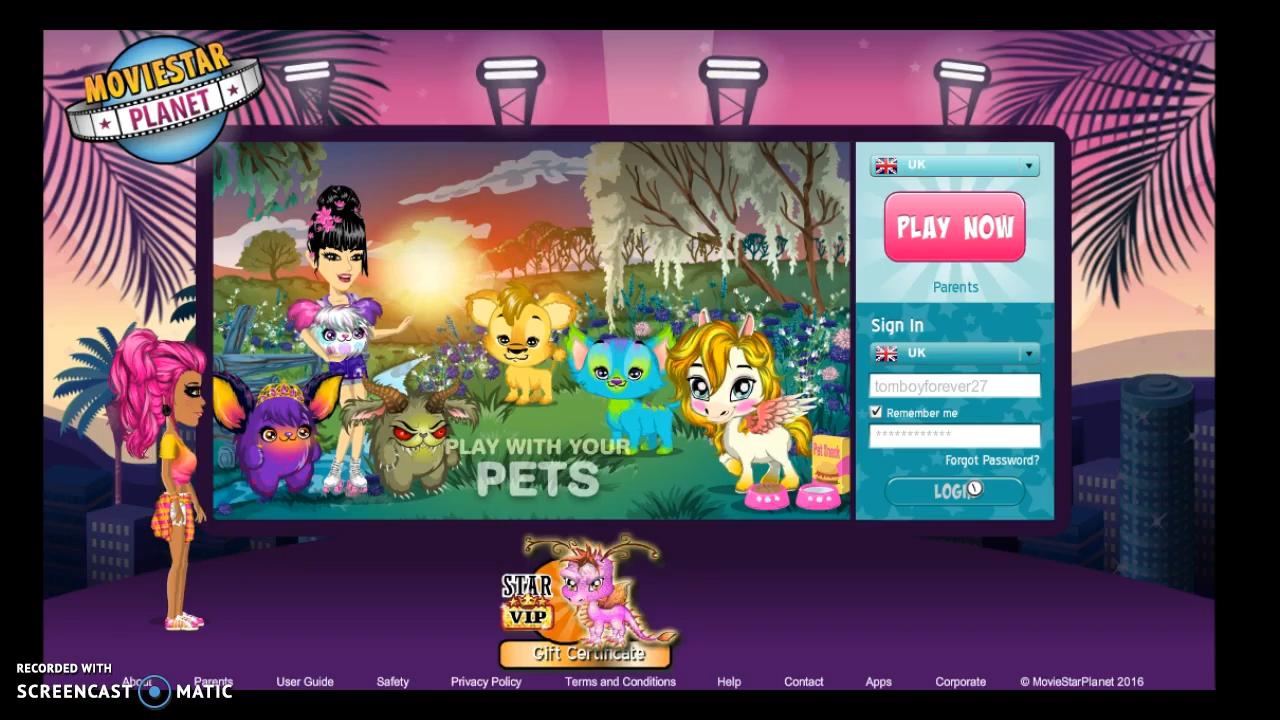 MOVIESTAR
PLANET
UK
PLAY NOW
Parents
Sign In
UK
tomboyforever27
Remember me
************
Forgot Password?
PLAY WITH YOUR
PETS
Pet Snack
STAR
VIP
Gift Certificate
RECORDED WITH
SCREENCAST MATIC
About Parents User Guide Safety Privacy Policy Terms and Conditions Help Contact Apps Corporate © MovieStarPlanet 2016